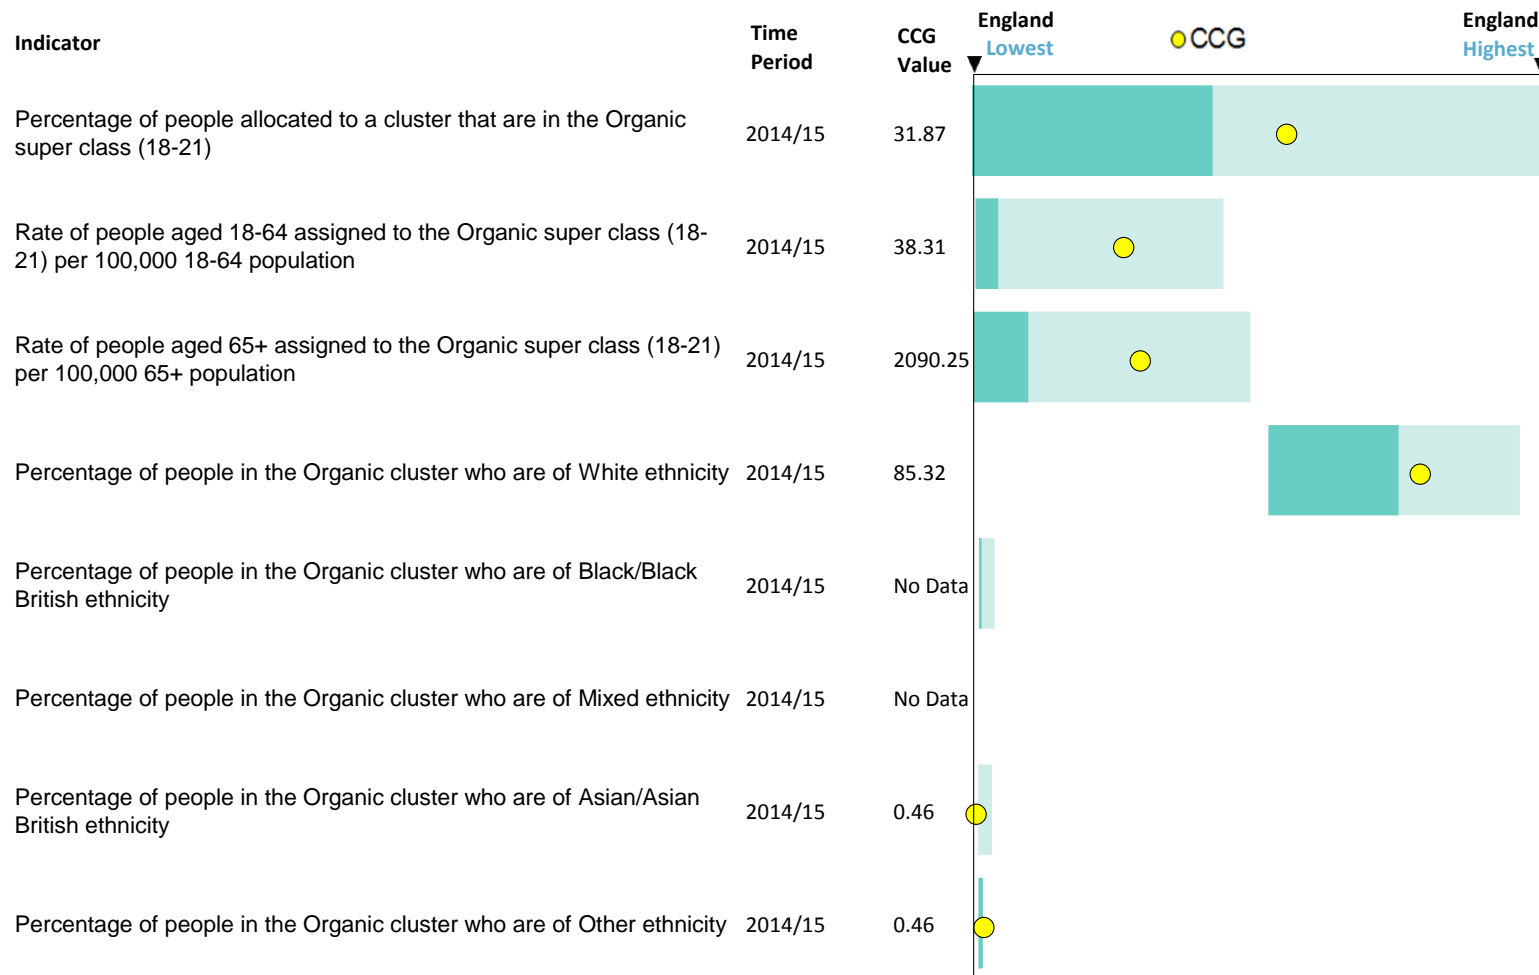 Indicator
Time
Period
CCG
Value
England
Lowest
CCG
England
Highest
Percentage of people allocated to a cluster that are in the Organic
super class (18-21)
2014/15
31.87
Rate of people aged 18-64 assigned to the Organic super class (18-
21) per 100,000 18-64 population
2014/15
38.31
Rate of people aged 65+ assigned to the Organic super class (18-21)
per 100,000 65+ population
2014/15
2090.25
Percentage of people in the Organic cluster who are of White ethnicity 2014/15 85.32
Percentage of people in the Organic cluster who are of Black/Black
British ethnicity
2014/15
No Data
Percentage of people in the Organic cluster who are of Mixed ethnicity 2014/15 No Data
Percentage of people in the Organic cluster who are of Asian/Asian
British ethnicity
2014/15
0.46
Percentage of people in the Organic cluster who are of Other ethnicity 2014/15 0.46